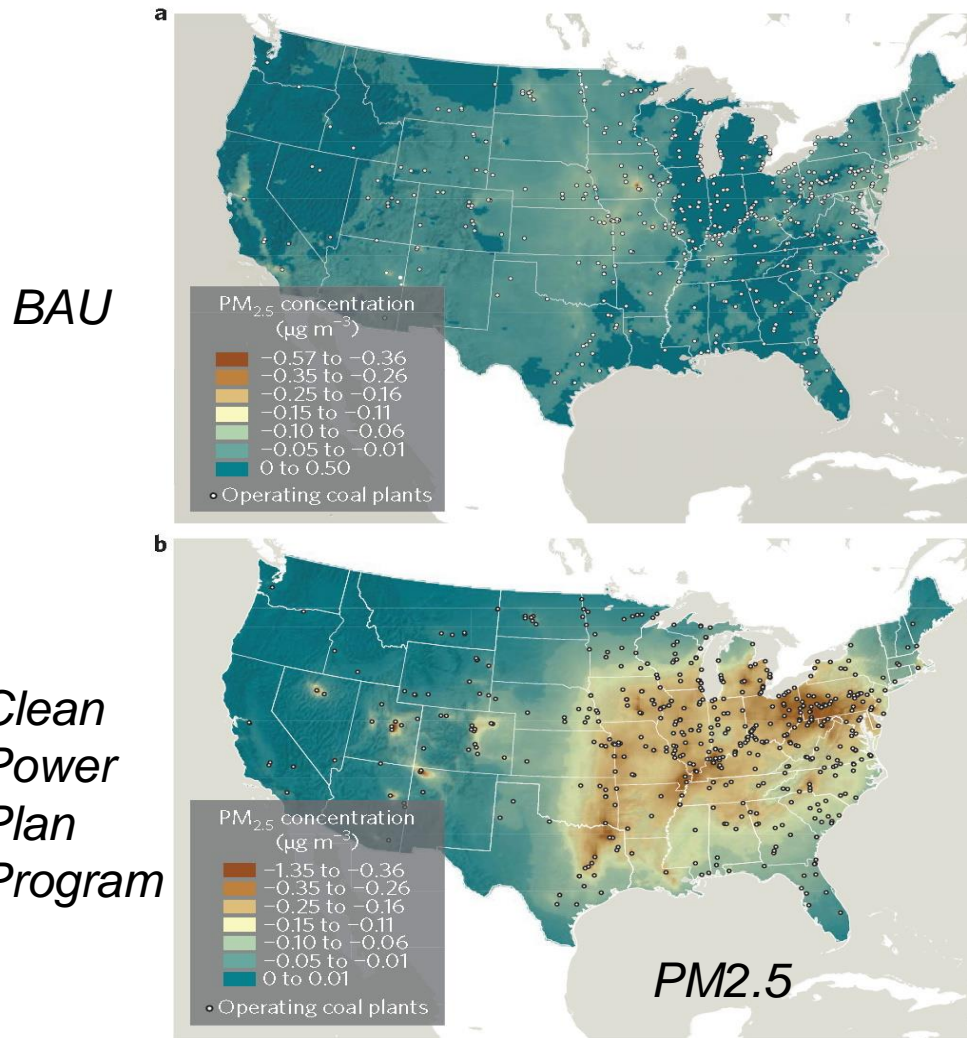 a
BAU
PM2.5 concentration
(µg m−3)
−0.57 to −0.36
−0.35 to −0.26
−0.25 to −0.16
−0.15 to −0.11
−0.10 to −0.06
−0.05 to −0.01
0 to 0.50
Operating coal plants
b
Clean
Power
Plan
Program
PM2.5 concentration
(µg m−3)
−1.35 to −0.36
−0.35 to −0.26
−0.25 to −0.16
−0.15 to −0.11
−0.10 to −0.06
−0.05 to −0.01
0 to 0.01
Operating coal plants
PM2.5